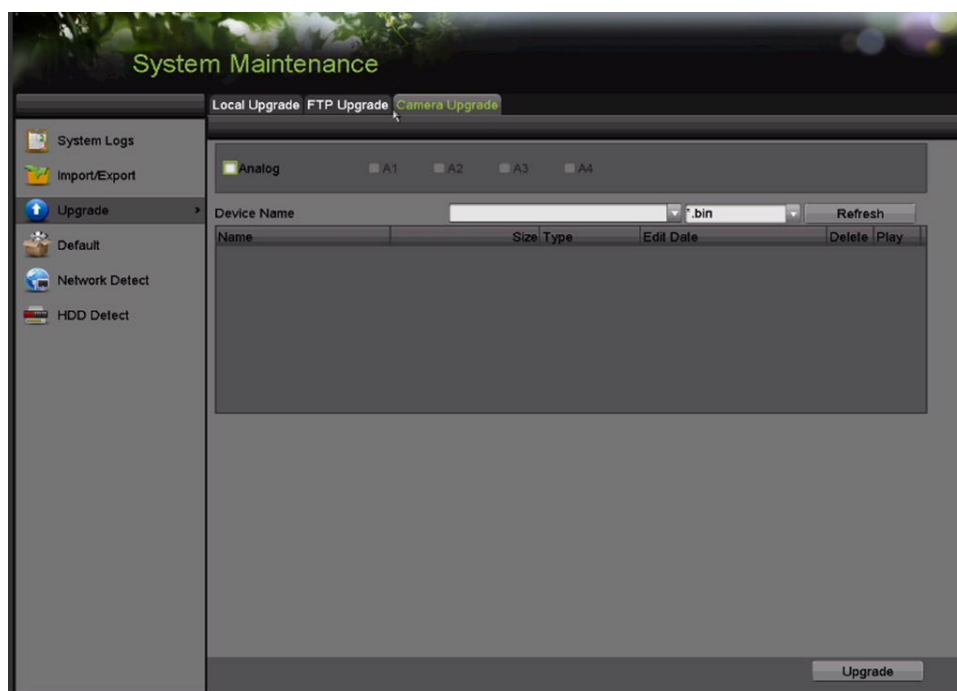 System Maintenance
Local Upgrade FTP Upgrade Camera Upgrade
System Logs
Import/Export
Upgrade >
Default
Network Detect
HDD Detect
Analog A1 A2 A3 A4
Device Name *.bin Refresh
Name Size Type Edit Date Delete Play
Upgrade